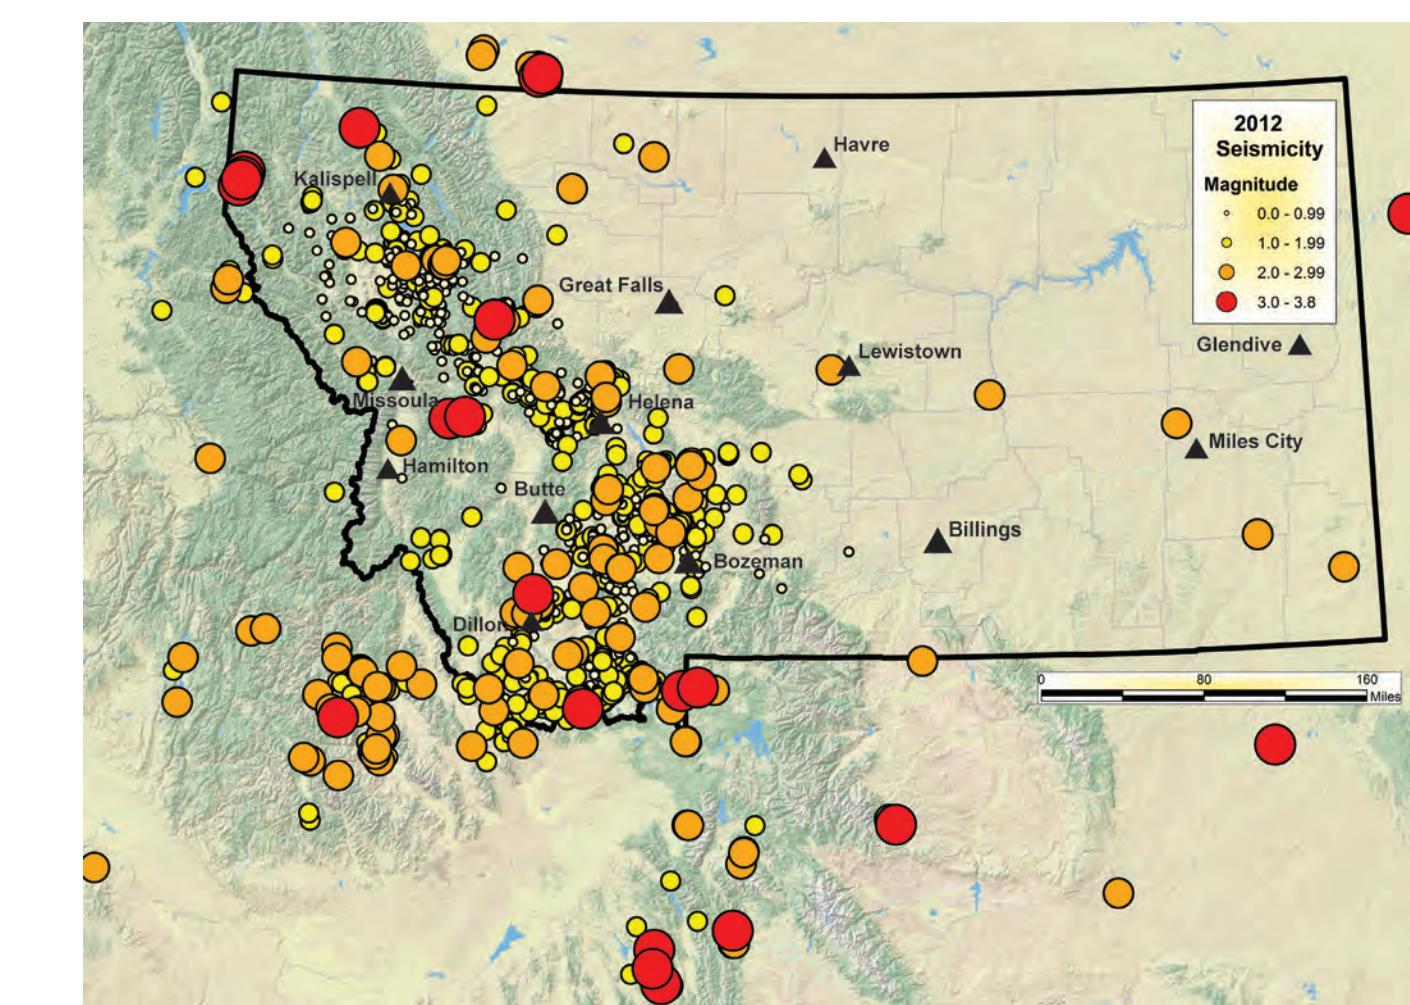 Havre
2012
Seismicity
Magnitude
0.0 - 0.99
1.0 - 1.99
2.0 - 2.99
3.0 - 3.8
Kalispell
Great Falls
Glendive
Lewistown
Missoula
Helena
Miles City
Hamilton
Butte
Billings
Bozeman
Dillon
0 80 160
Miles